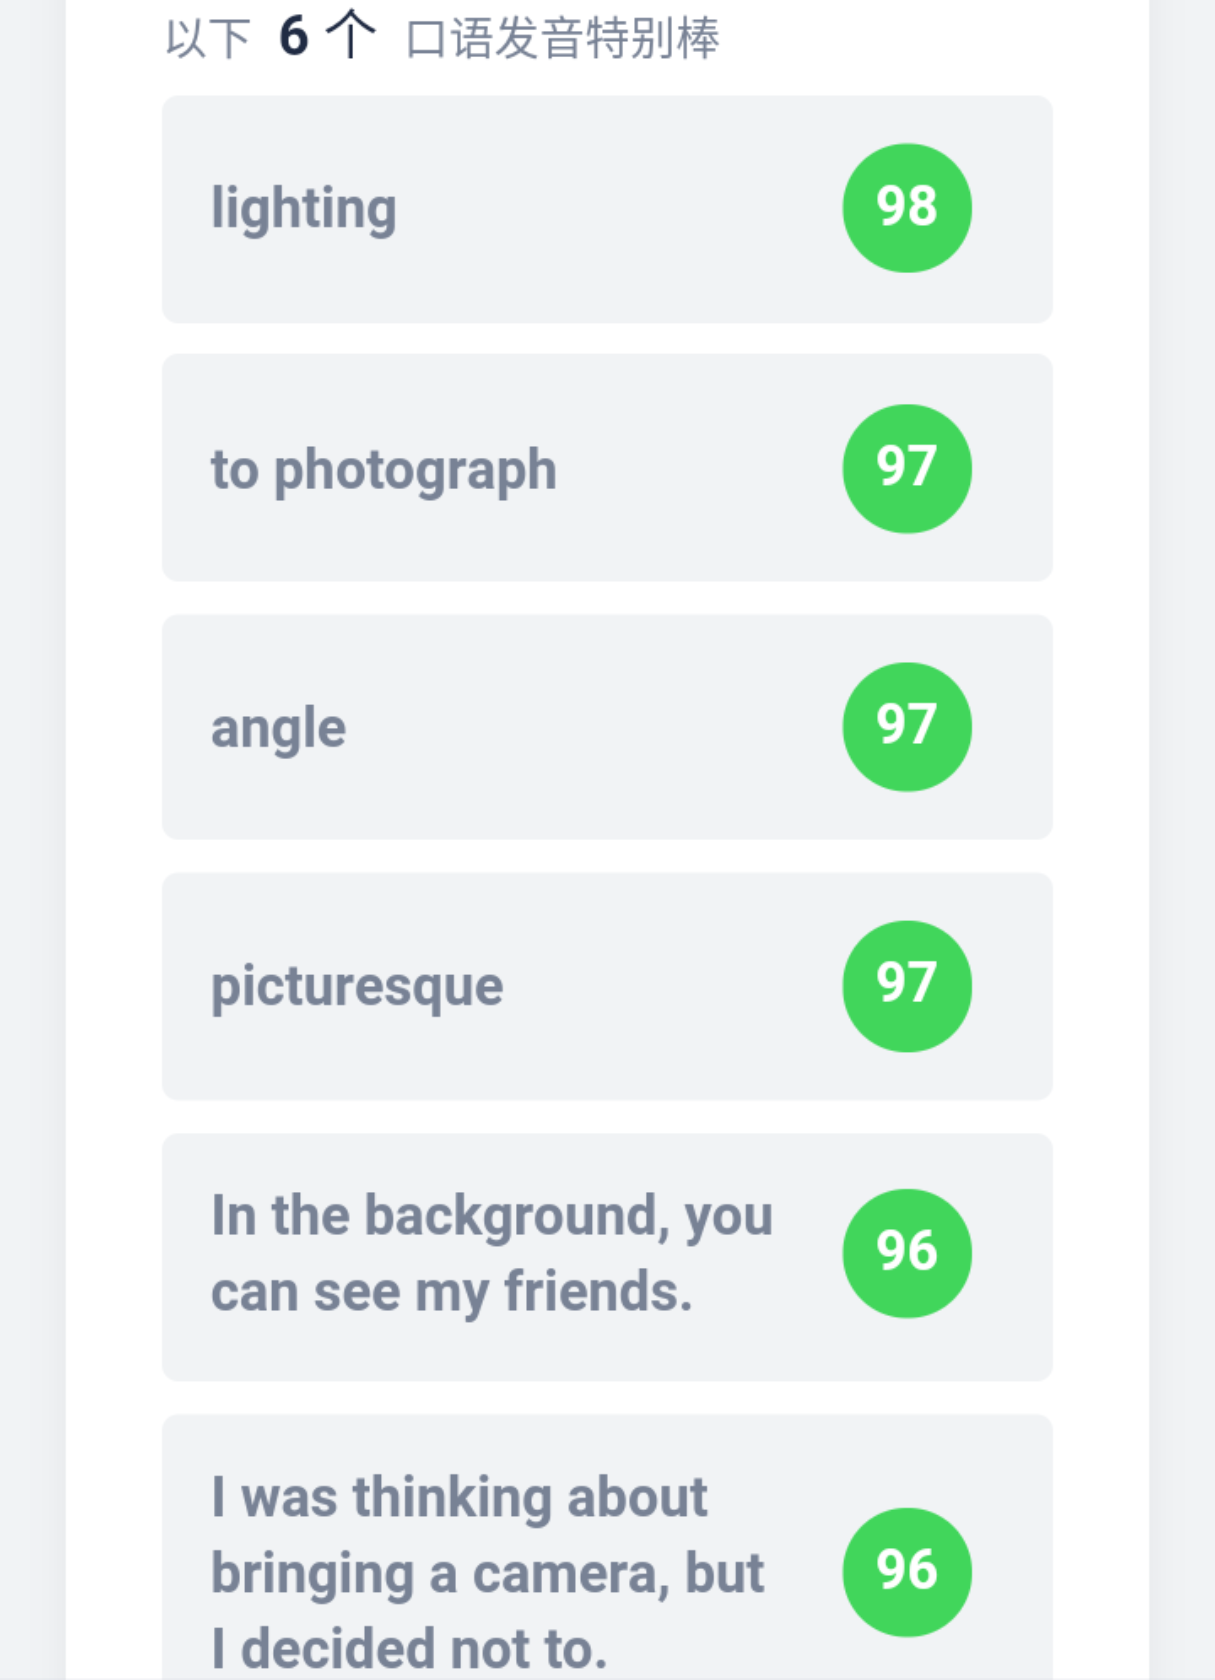 以下 6 个 口语发音特别棒
lighting
98
to photograph
97
angle
97
picturesque
97
In the background, you
can see my friends.
96
I was thinking about
bringing a camera, but
I decided not to.
96